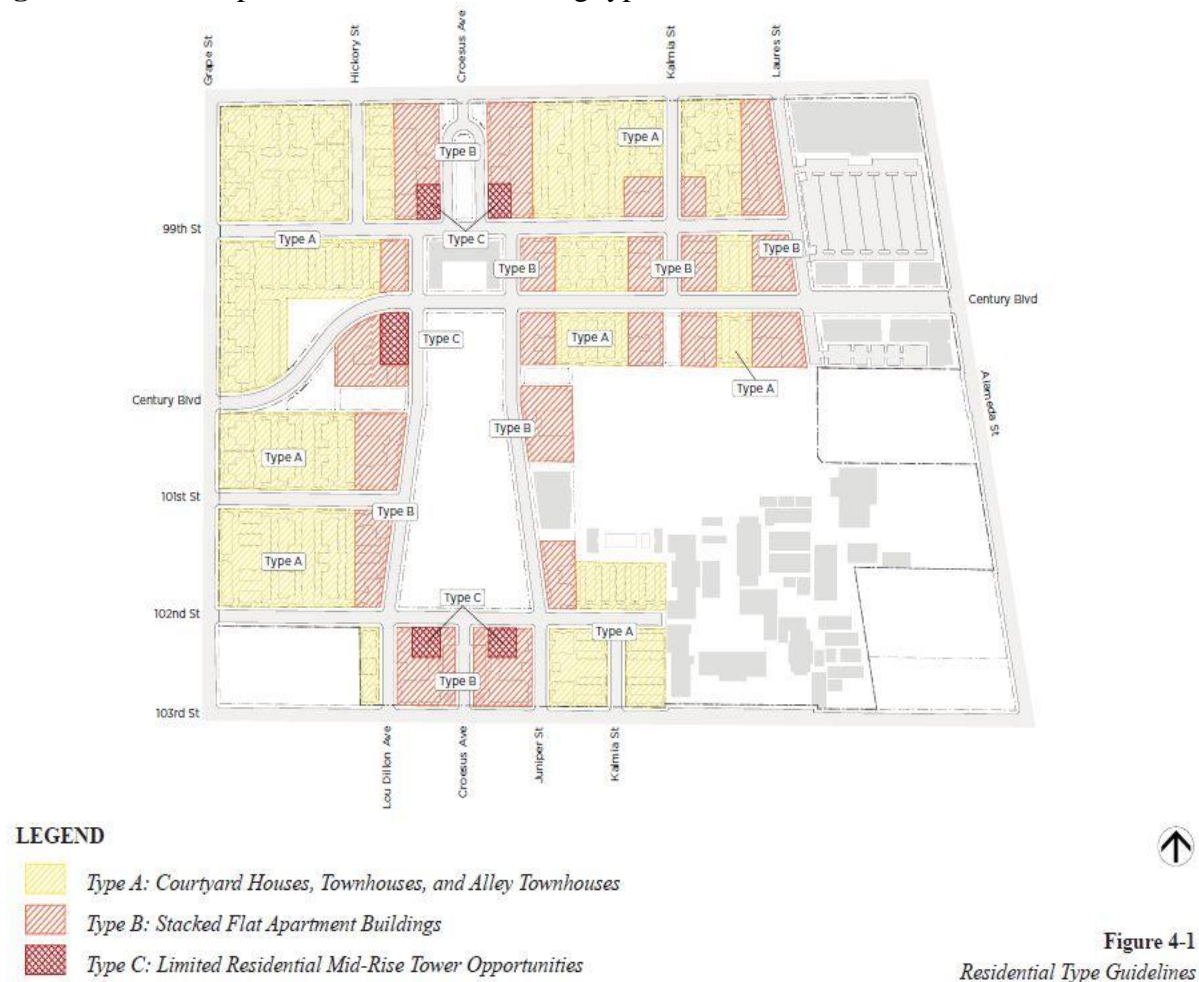 Grape St
Hickory St
Croesus Ave
Kalmia St
Laures St
Type A
Type B
99th St
Type A
Type C
Type B
Type B
Type B
Century Blvd
Type C
Type A
Type A
Century Blvd
Alameda St
Type B
Type A
101st St
Type B
Type A
Type C
102nd St
Type A
Type B
103rd St
Lou Dillon Ave
Croesus Ave
Juniper St
Kalmia St
LEGEND
Type A: Courtyard Houses, Townhouses, and Alley Townhouses
Type B: Stacked Flat Apartment Buildings
Type C: Limited Residential Mid-Rise Tower Opportunities
Figure 4-1
Residential Type Guidelines